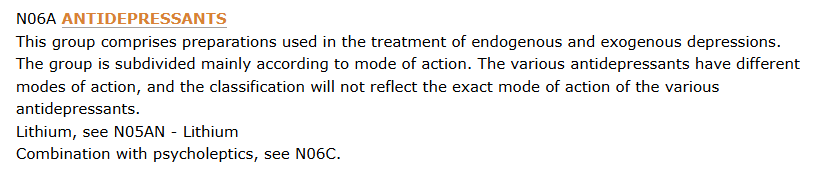 N06A ANTIDEPRESSANTS
This group comprises preparations used in the treatment of endogenous and exogenous depressions.
The group is subdivided mainly according to mode of action. The various antidepressants have different
modes of action, and the classification will not reflect the exact mode of action of the various
antidepressants.
Lithium, see N05AN - Lithium
Combination with psycholeptics, see N06C.